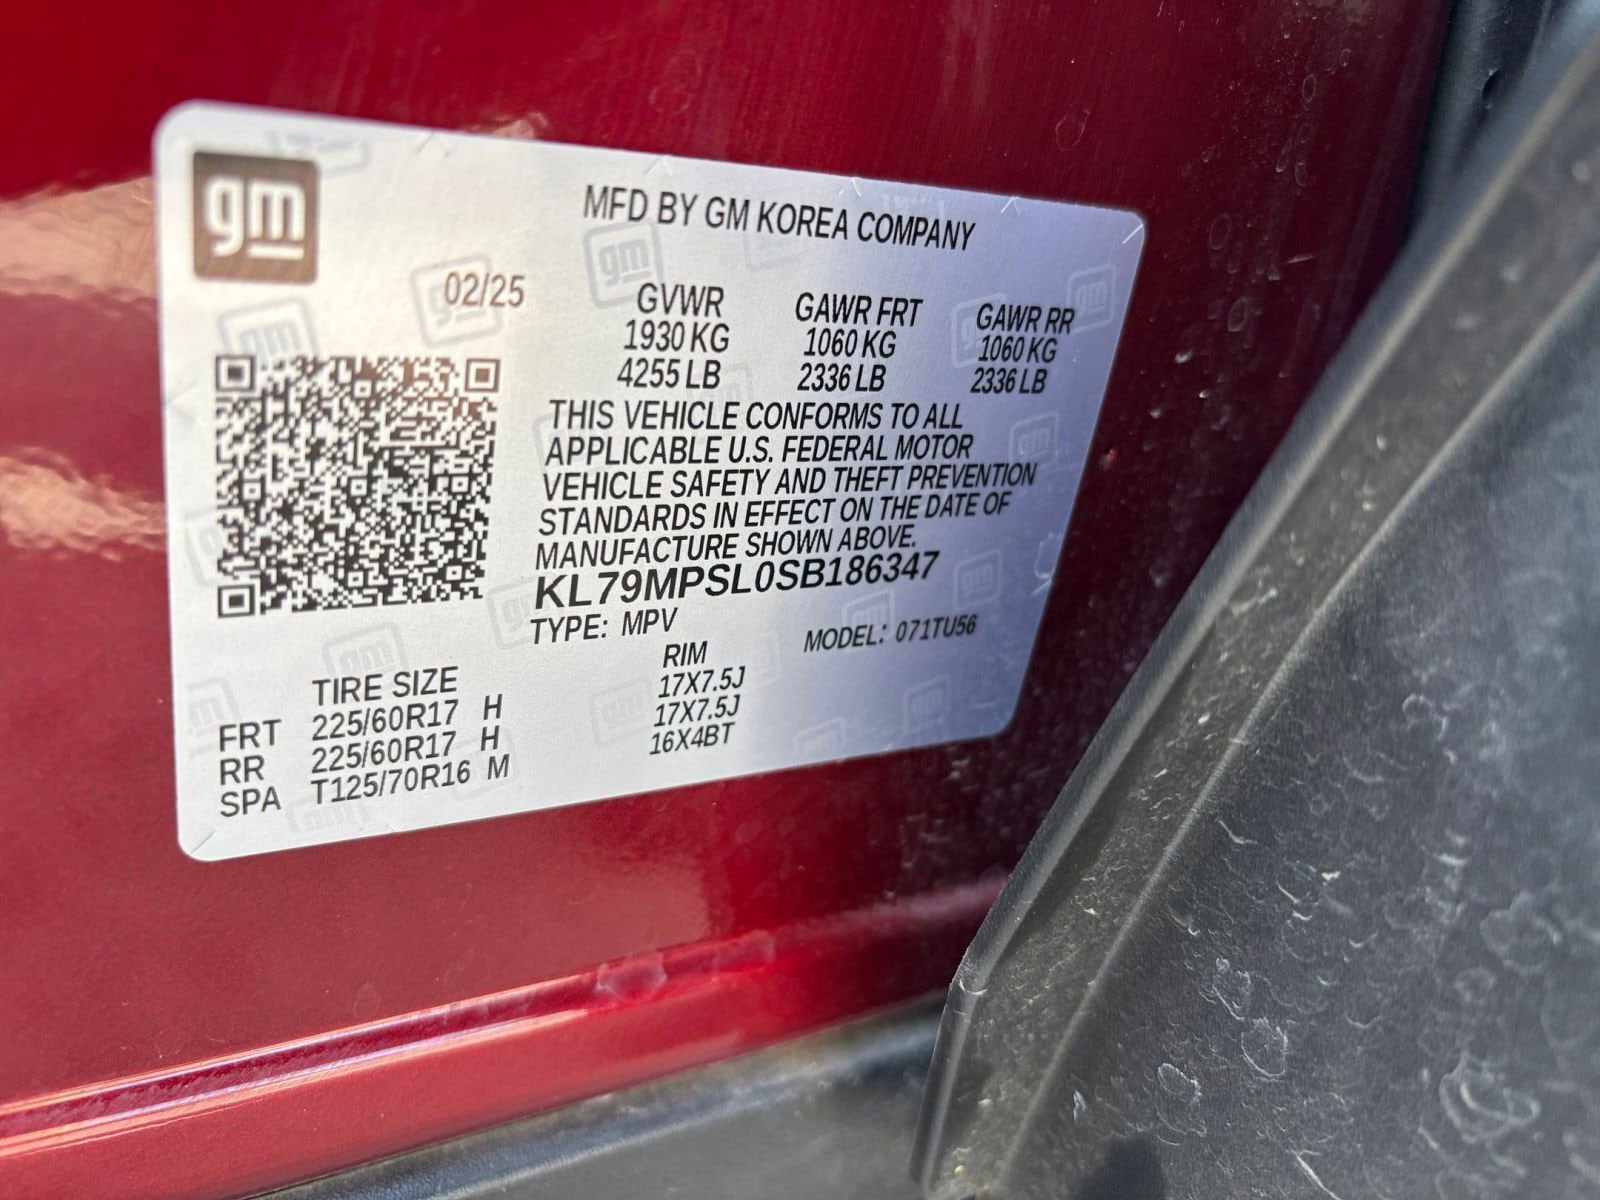 gm
MFD BY GM KOREA COMPANY
02/25
GVWR GAWR FRT GAWR RR
1930 KG 1060 KG 1060 KG
4255 LB 2336 LB 2336 LB
THIS VEHICLE CONFORMS TO ALL
APPLICABLE U.S. FEDERAL MOTOR
VEHICLE SAFETY AND THEFT PREVENTION
STANDARDS IN EFFECT ON THE DATE OF
MANUFACTURE SHOWN ABOVE.
KL79MPSL0SB186347
TYPE: MPV MODEL: 071TU56
TIRE SIZE RIM
FRT 225/60R17 H 17X7.5J
RR 225/60R17 H 17X7.5J
SPA T125/70R16 M 16X4BT